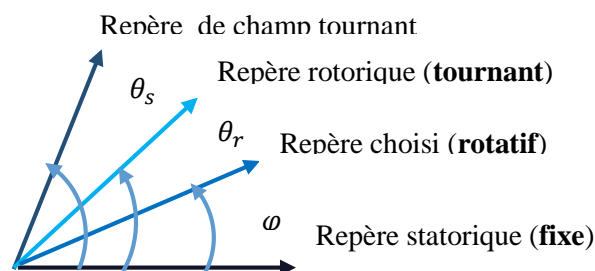 Repère de champ tournant
θs
Repère rotorique (tournant)
θr
Repère choisi (rotatif)
φ
Repère statorique (fixe)